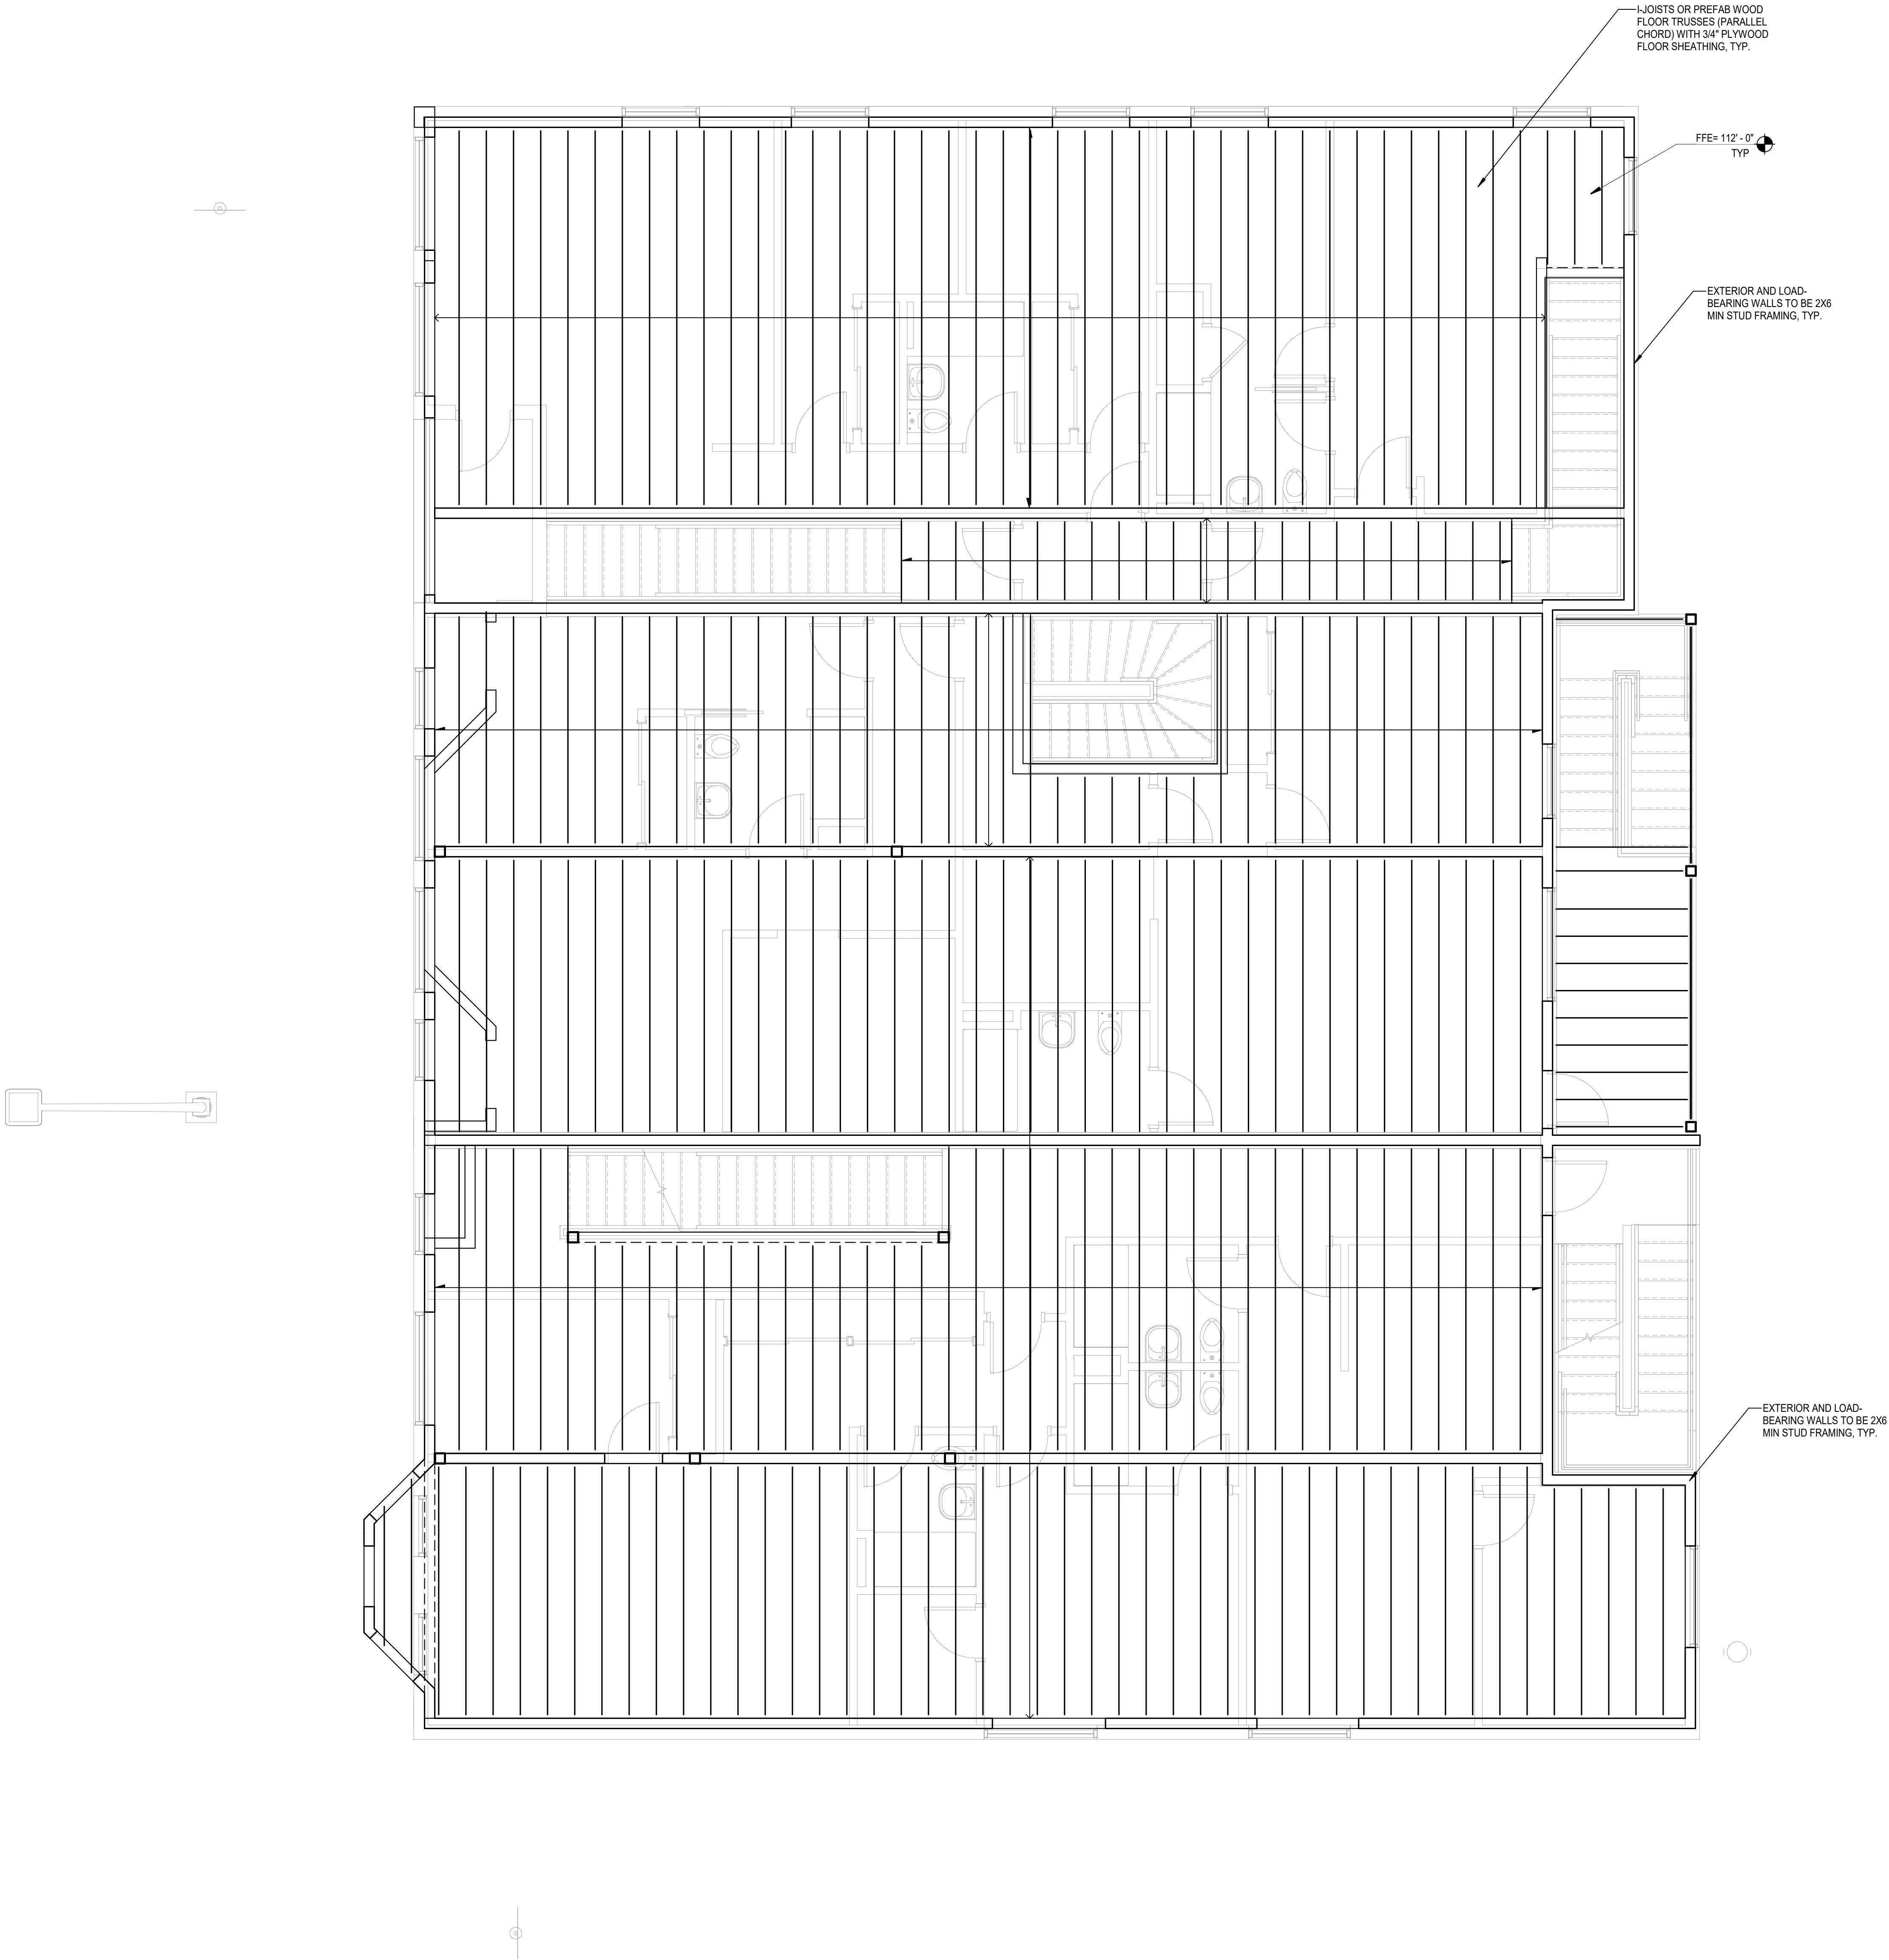 I-JOISTS OR PREFAB WOOD
FLOOR TRUSSES (PARALLEL
CHORD) WITH 3/4" PLYWOOD
FLOOR SHEATHING, TYP.
FFE= 112' - 0"
TYP
EXTERIOR AND LOAD-
BEARING WALLS TO BE 2X6
MIN STUD FRAMING, TYP.
EXTERIOR AND LOAD-
BEARING WALLS TO BE 2X6
MIN STUD FRAMING, TYP.